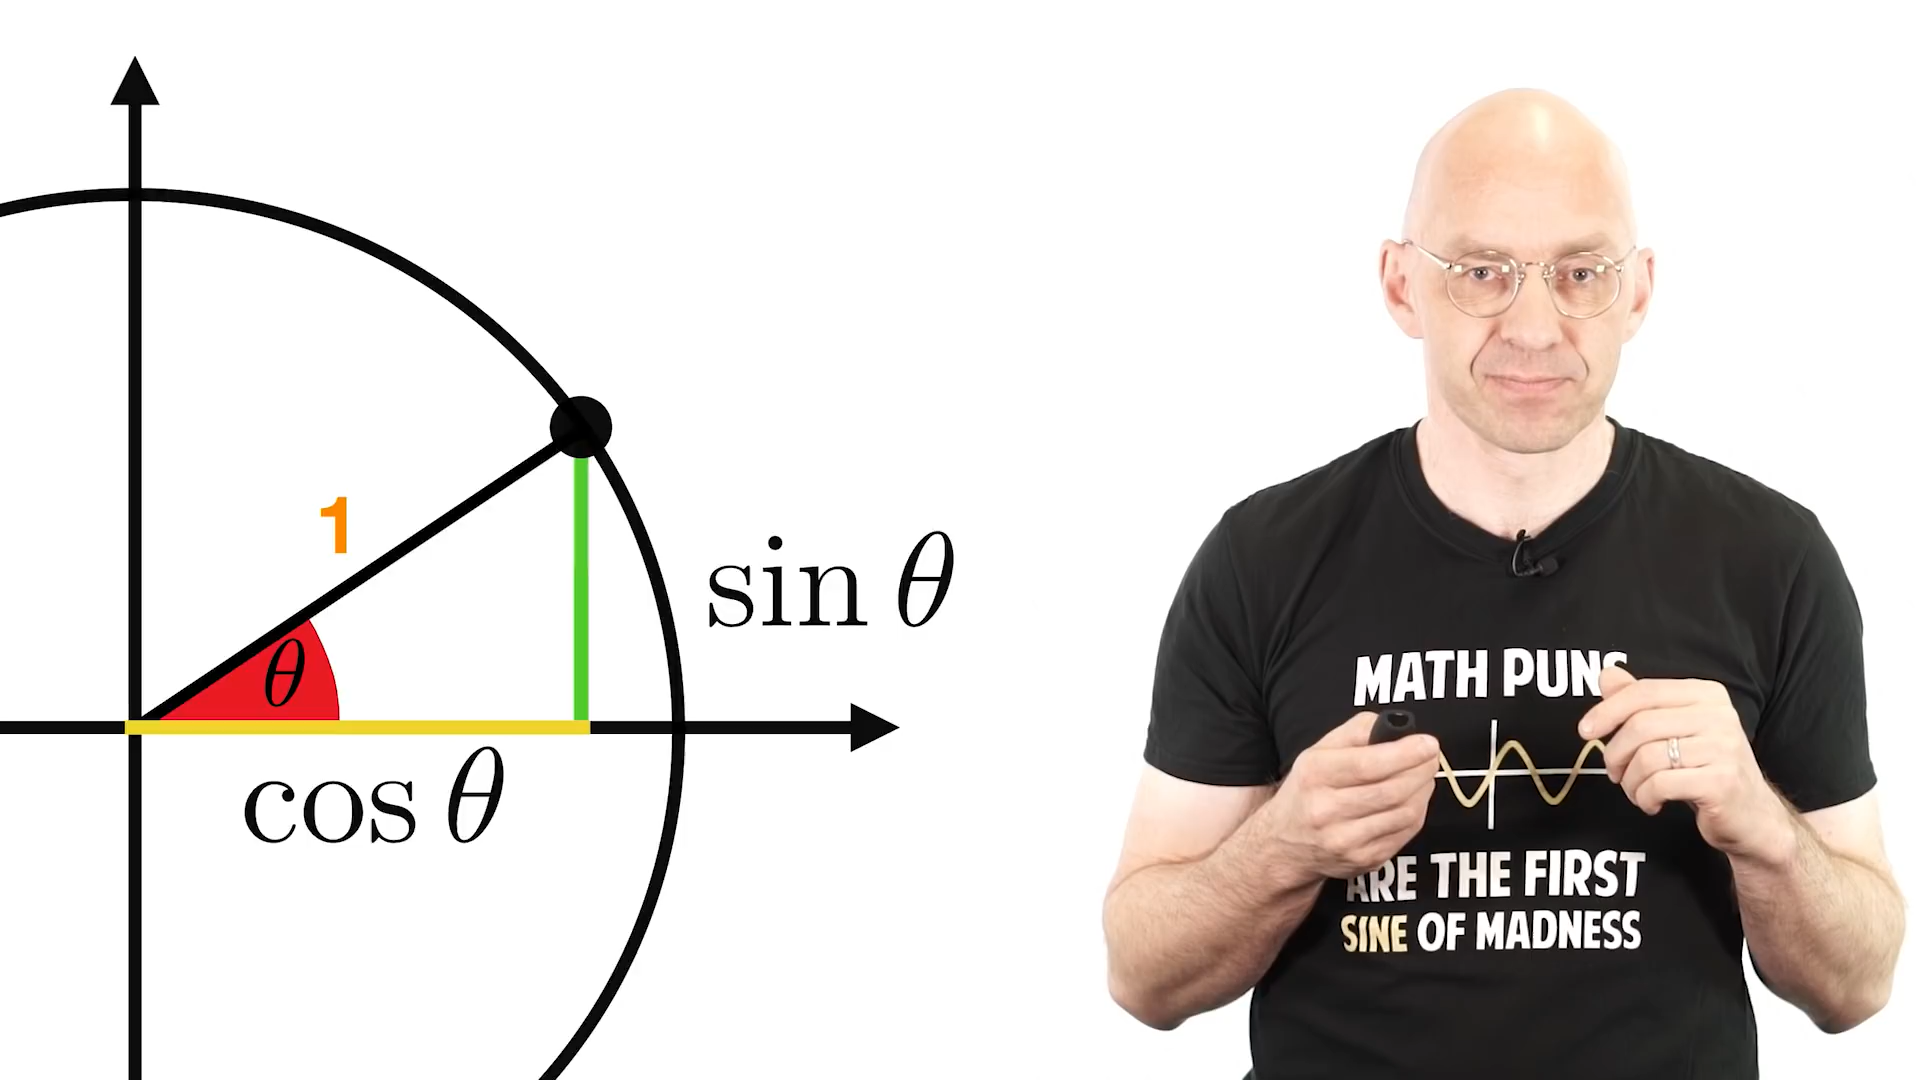 1
θ
sin θ
cos θ
MATH PUNS
ARE THE FIRST
SINE OF MADNESS